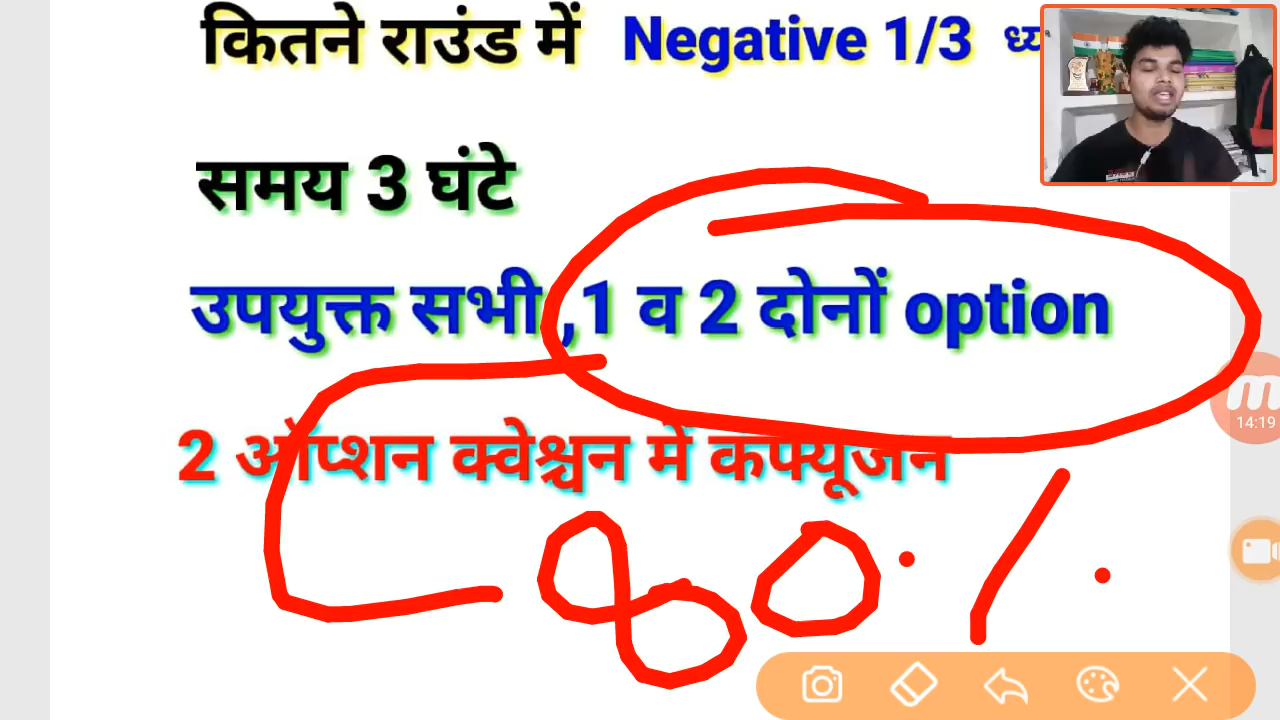 कितने राउंड में Negative 1/3 ध्य
समय 3 घंटे
उपयुक्त सभी ,1 व 2 दोनों option
2 ऑप्शन क्वेश्चन में कफ्यूजन
80%
14:19